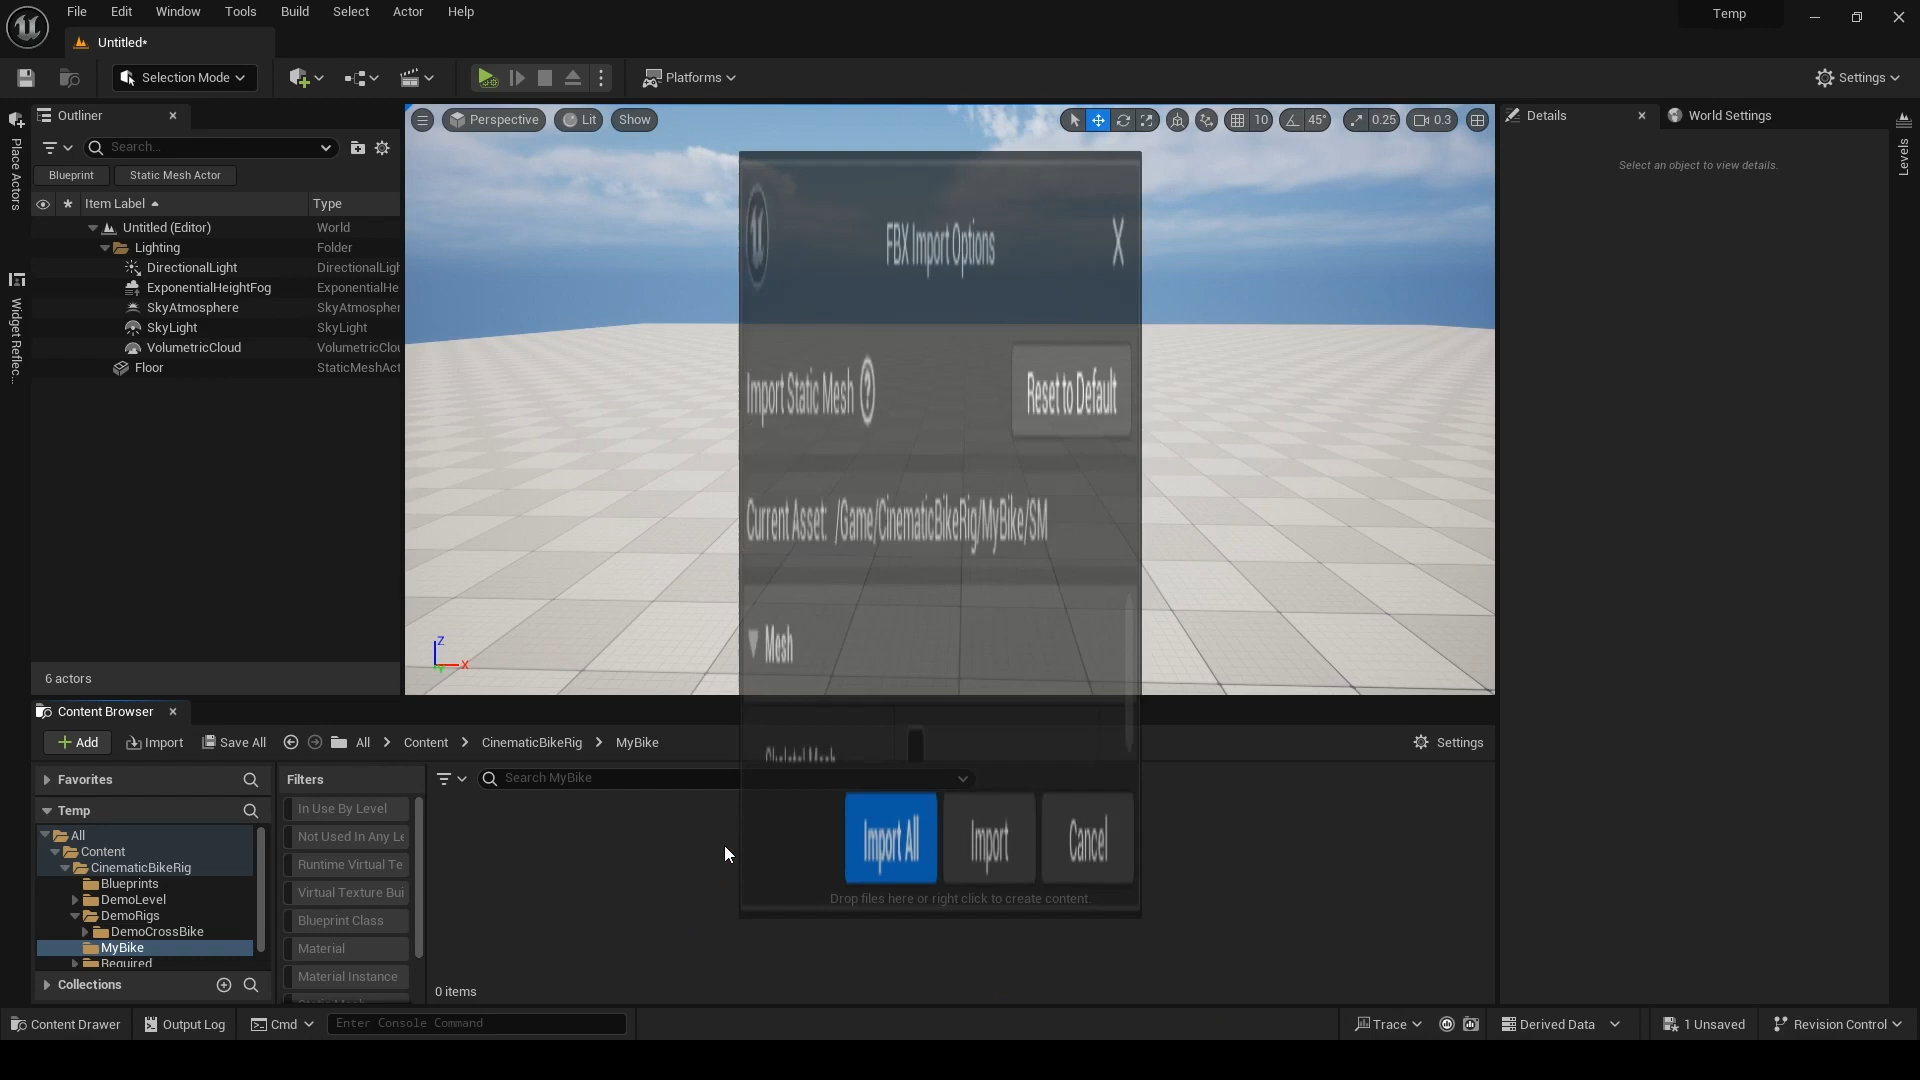 File Edit Window Tools Build Select Actor Help
Temp
Untitled*
Selection Mode
Platforms
Settings
Outliner
Search...
Blueprint
Static Mesh Actor
Item Label
Type
Untitled (Editor) World
Lighting Folder
DirectionalLight DirectionalLigh
ExponentialHeightFog ExponentialHe
SkyAtmosphere SkyAtmospher
SkyLight SkyLight
VolumetricCloud VolumetricClou
Floor StaticMeshAct
6 actors
Place Actors
Widget Reflec...
Perspective Lit Show
10 45° 0.25 0.3
Z
X
FBX Import Options X
Import Static Mesh ? Reset to Default
Current Asset: /Game/CinematicBikeRig/MyBike/SM
Mesh
Skeletal Mesh
Import All Import Cancel
Details
World Settings
Select an object to view details.
Levels
Content Browser
Add Import Save All All Content CinematicBikeRig MyBike
Settings
Favorites
Temp
All
Content
CinematicBikeRig
Blueprints
DemoLevel
DemoRigs
DemoCrossBike
MyBike
Required
Collections
Filters
In Use By Level
Not Used In Any Le
Runtime Virtual Te
Virtual Texture Bui
Blueprint Class
Material
Material Instance
Search MyBike
Drop files here or right click to create content.
0 items
Content Drawer Output Log Cmd Enter Console Command
Trace Derived Data 1 Unsaved Revision Control